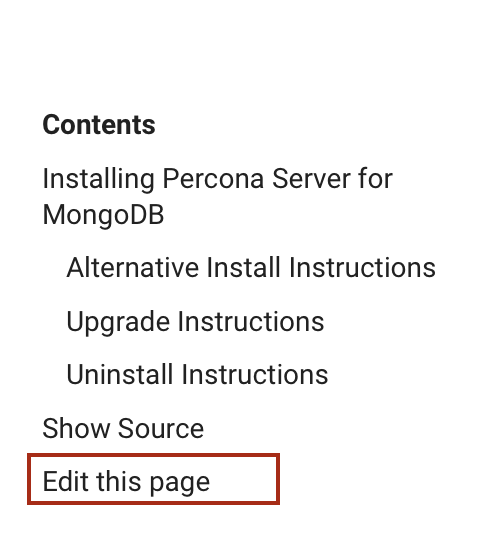 Contents
Installing Percona Server for
MongoDB
Alternative Install Instructions
Upgrade Instructions
Uninstall Instructions
Show Source
Edit this page